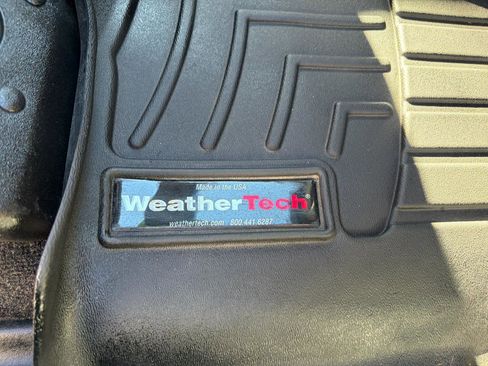 Made in the USA
WeatherTech®
weathertech.com 800.441.6287